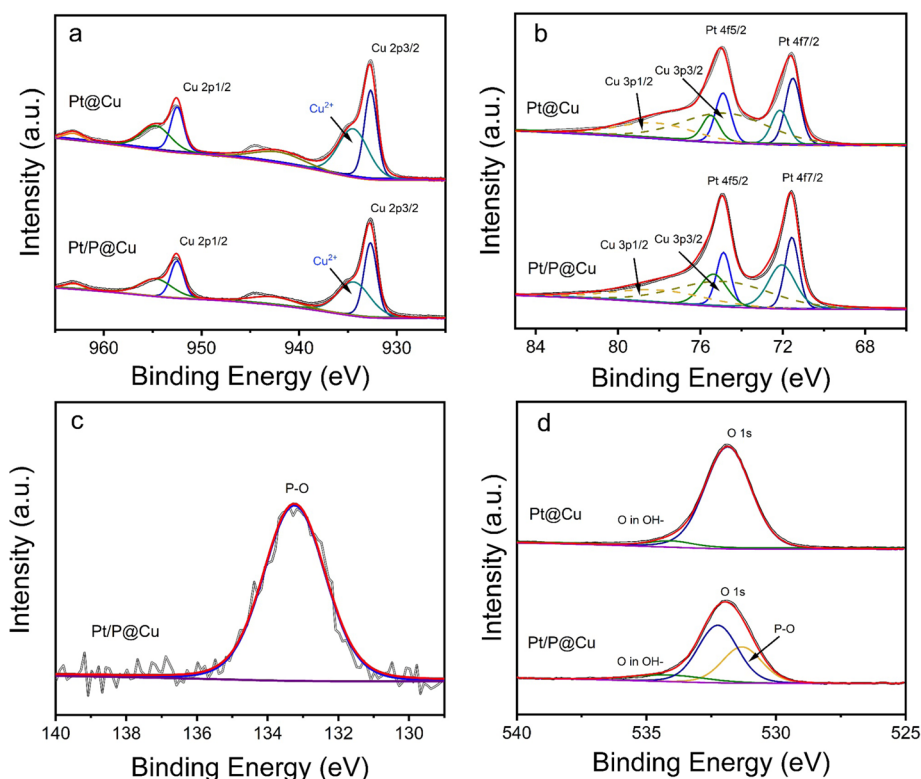 a
Cu 2p3/2
Cu 2p1/2
Cu²⁺
Pt@Cu
Cu 2p3/2
Cu 2p1/2
Cu²⁺
Pt/P@Cu
Intensity (a.u.)
960 950 940 930
Binding Energy (eV)
b
Pt 4f5/2
Pt 4f7/2
Cu 3p3/2
Cu 3p1/2
Pt@Cu
Pt 4f5/2
Pt 4f7/2
Cu 3p3/2
Cu 3p1/2
Pt/P@Cu
Intensity (a.u.)
84 80 76 72 68
Binding Energy (eV)
c
P-O
Pt/P@Cu
Intensity (a.u.)
140 138 136 134 132 130
Binding Energy (eV)
d
O 1s
Pt@Cu
O in OH-
O 1s
P-O
O in OH-
Pt/P@Cu
Intensity (a.u.)
540 535 530 525
Binding Energy (eV)